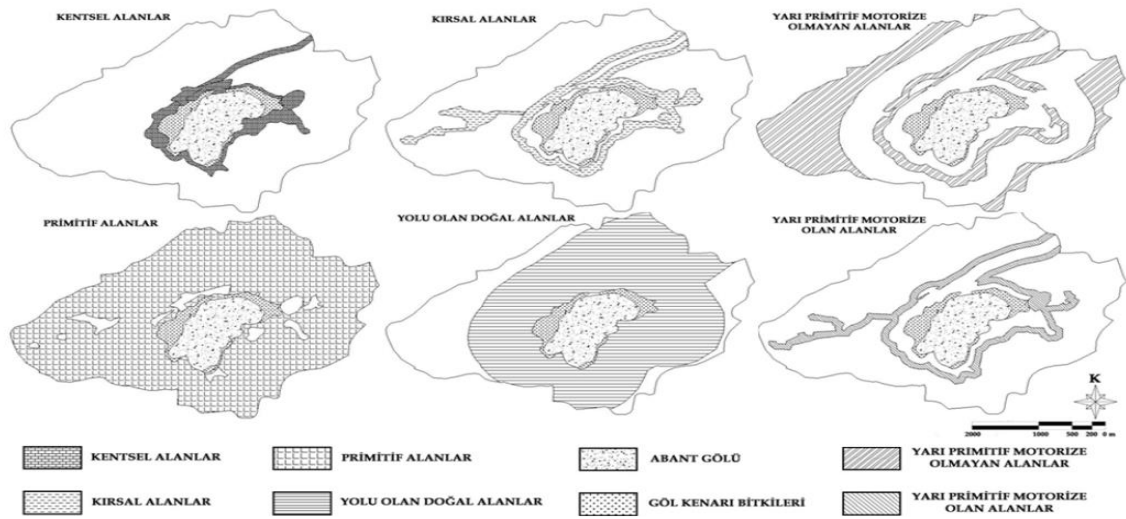 KENTSEL ALANLAR
KIRSAL ALANLAR
YARI PRİMİTİF MOTORİZE
OLMAYAN ALANLAR
PRİMİTİF ALANLAR
YOLU OLAN DOĞAL ALANLAR
YARI PRİMİTİF MOTORİZE
OLAN ALANLAR
K
2000 1000 500 200 0 m
KENTSEL ALANLAR
PRİMİTİF ALANLAR
ABANT GÖLÜ
YARI PRİMİTİF MOTORİZE
OLMAYAN ALANLAR
KIRSAL ALANLAR
YOLU OLAN DOĞAL ALANLAR
GÖL KENARI BİTKİLERİ
YARI PRİMİTİF MOTORİZE
OLAN ALANLAR